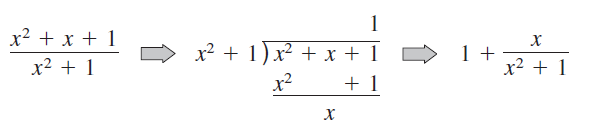 x² + x + 1 / x² + 1 ⇒ x² + 1 ) x² + x + 1 ⇒ 1 + x / x² + 1
1
x² + 1
x